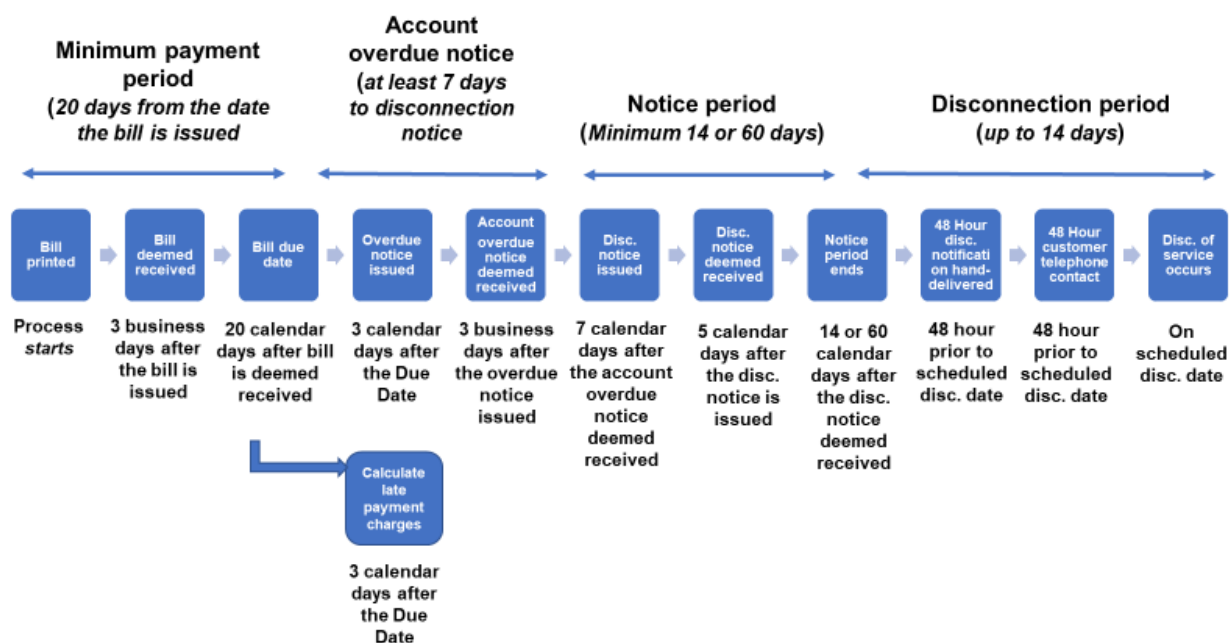 Minimum payment
period
(20 days from the date
the bill is issued
Account
overdue notice
(at least 7 days
to disconnection
notice
Notice period
(Minimum 14 or 60 days)
Disconnection period
(up to 14 days)
Bill
printed
Bill
deemed
received
Bill due
date
Overdue
notice
issued
Account
overdue
notice
deemed
received
Disc.
notice
issued
Disc.
notice
deemed
received
Notice
period
ends
48 Hour
disc.
notificati
on hand-
delivered
48 Hour
customer
telephone
contact
Disc. of
service
occurs
Process
starts
3 business
days after
the bill is
issued
20 calendar
days after bill
is deemed
received
3 calendar
days after
the Due
Date
3 business
days after
the overdue
notice
issued
7 calendar
days after
the account
overdue
notice
deemed
received
5 calendar
days after
the disc.
notice is
issued
14 or 60
calendar
days after
the disc.
notice
deemed
received
48 hour
prior to
scheduled
disc. date
48 hour
prior to
scheduled
disc. date
On
scheduled
disc. date
Calculate
late
payment
charges
3 calendar
days after
the Due
Date